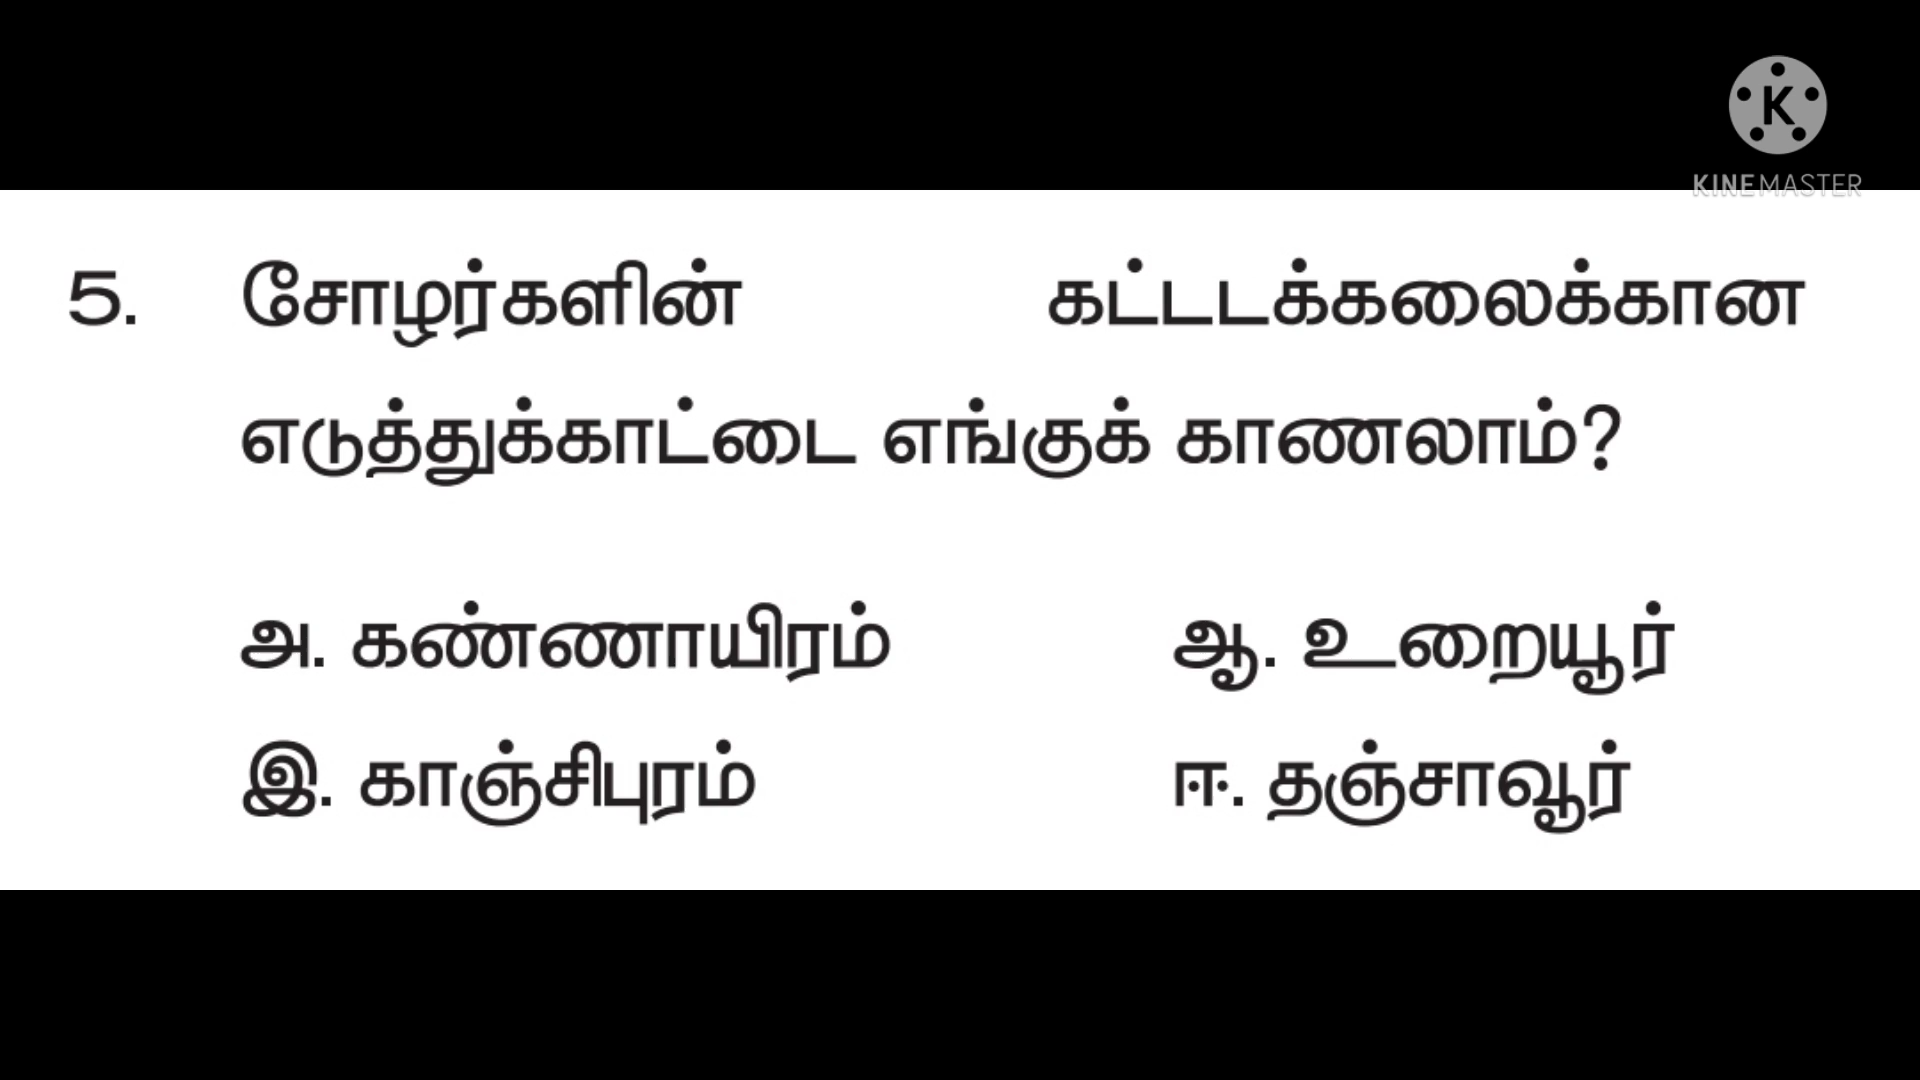 K
KINEMASTER
5. சோழர்களின் கட்டடக்கலைக்கான
எடுத்துக்காட்டை எங்குக் காணலாம்?
அ. கண்ணாயிரம் ஆ. உறையூர்
இ. காஞ்சிபுரம் ஈ. தஞ்சாவூர்